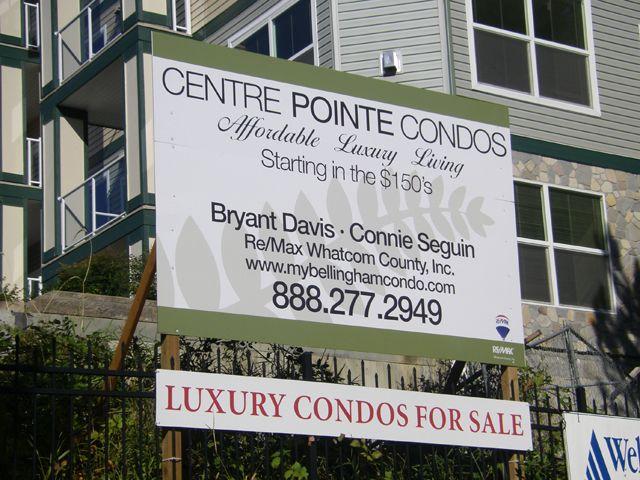 CENTRE POINTE CONDOS
Affordable Luxury Living
Starting in the $150's
Bryant Davis · Connie Seguin
Re/Max Whatcom County, Inc.
www.mybellinghamcondo.com
888.277.2949
RE/MAX
LUXURY CONDOS FOR SALE